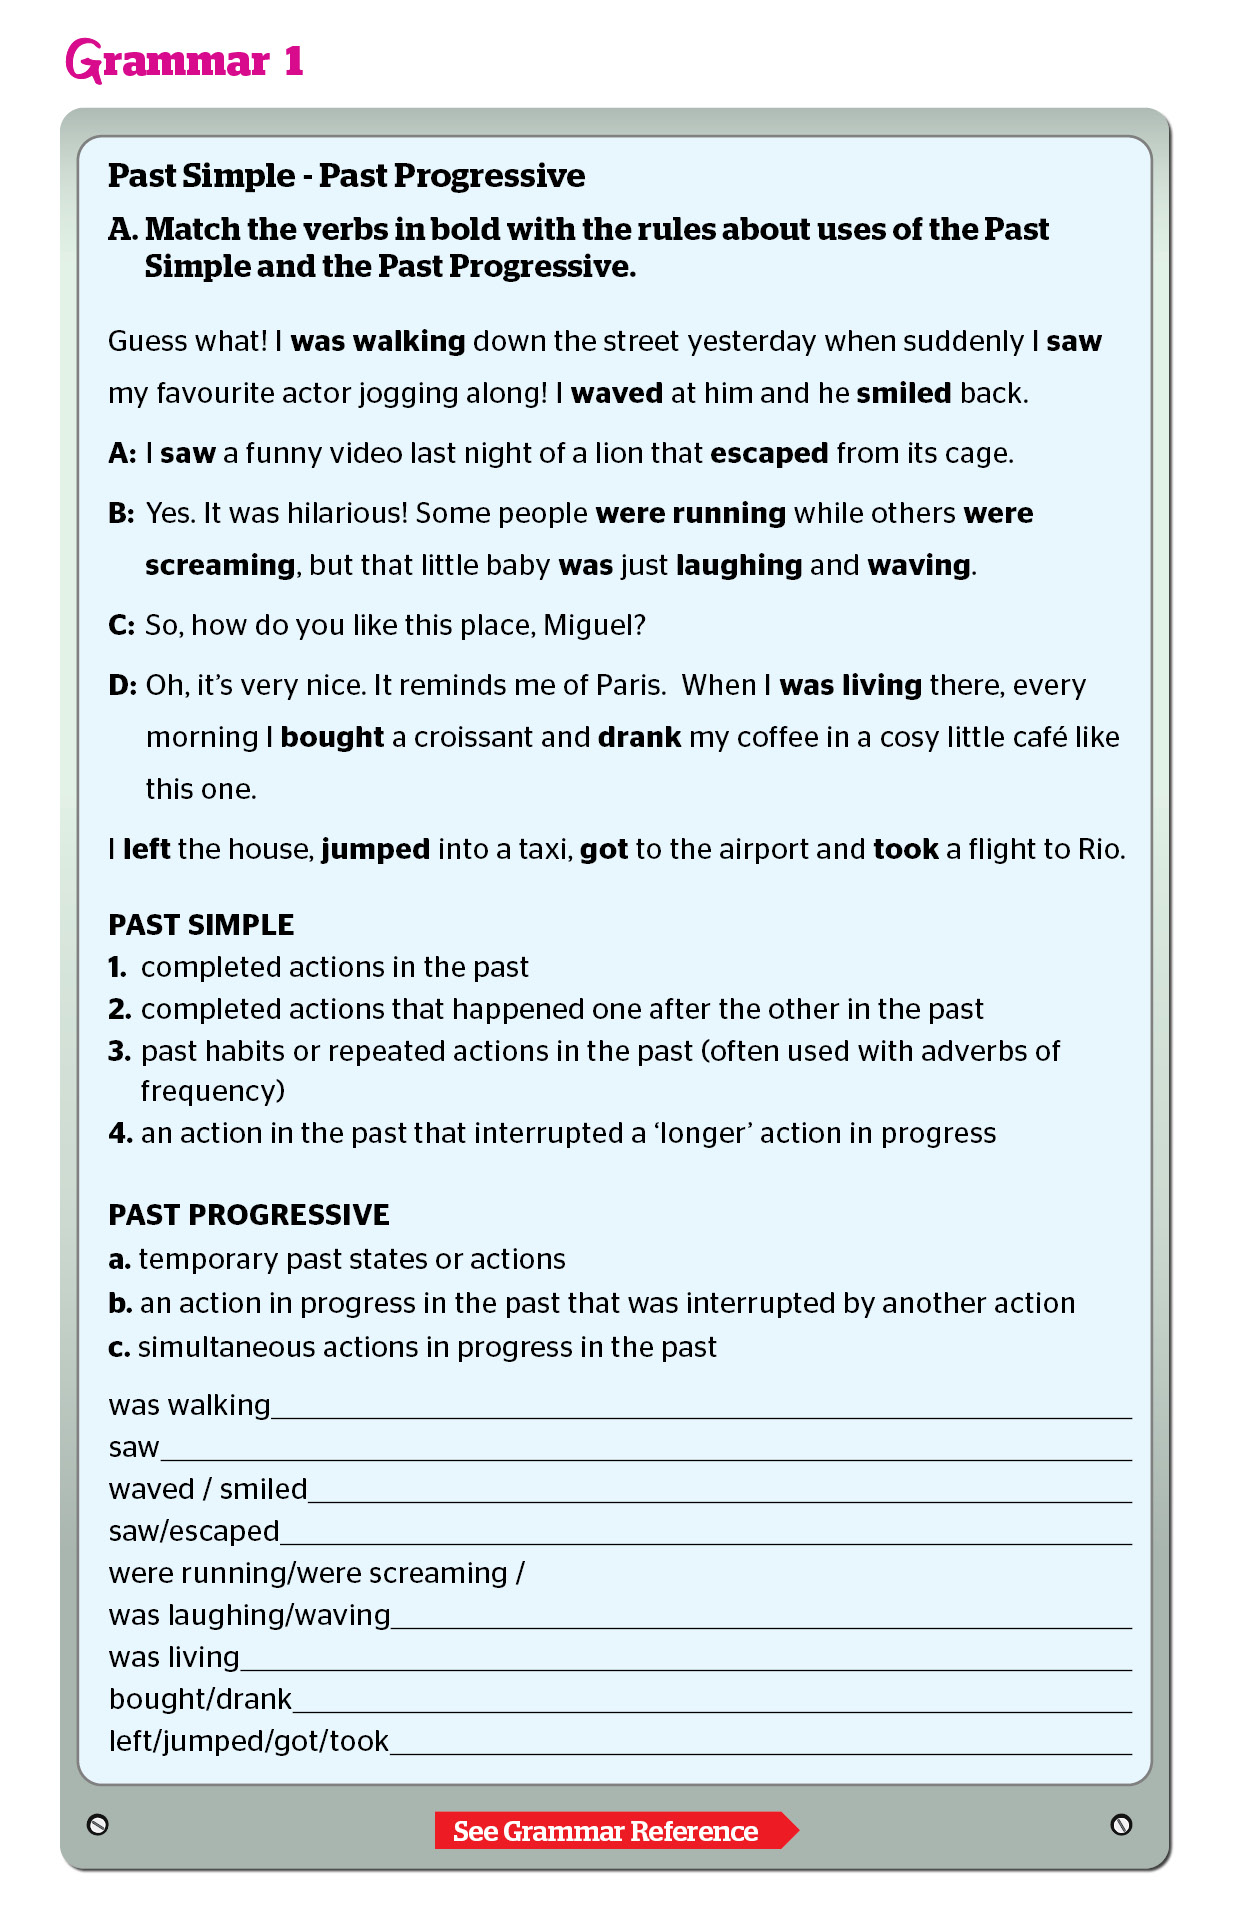 Grammar 1
Past Simple - Past Progressive
A. Match the verbs in bold with the rules about uses of the Past
Simple and the Past Progressive.
Guess what! I was walking down the street yesterday when suddenly I saw
my favourite actor jogging along! I waved at him and he smiled back.
A: I saw a funny video last night of a lion that escaped from its cage.
B: Yes. It was hilarious! Some people were running while others were
screaming, but that little baby was just laughing and waving.
C: So, how do you like this place, Miguel?
D: Oh, it’s very nice. It reminds me of Paris. When I was living there, every
morning I bought a croissant and drank my coffee in a cosy little café like
this one.
I left the house, jumped into a taxi, got to the airport and took a flight to Rio.
PAST SIMPLE
1. completed actions in the past
2. completed actions that happened one after the other in the past
3. past habits or repeated actions in the past (often used with adverbs of
frequency)
4. an action in the past that interrupted a ‘longer’ action in progress
PAST PROGRESSIVE
a. temporary past states or actions
b. an action in progress in the past that was interrupted by another action
c. simultaneous actions in progress in the past
was walking
saw
waved / smiled
saw/escaped
were running/were screaming /
was laughing/waving
was living
bought/drank
left/jumped/got/took
See Grammar Reference